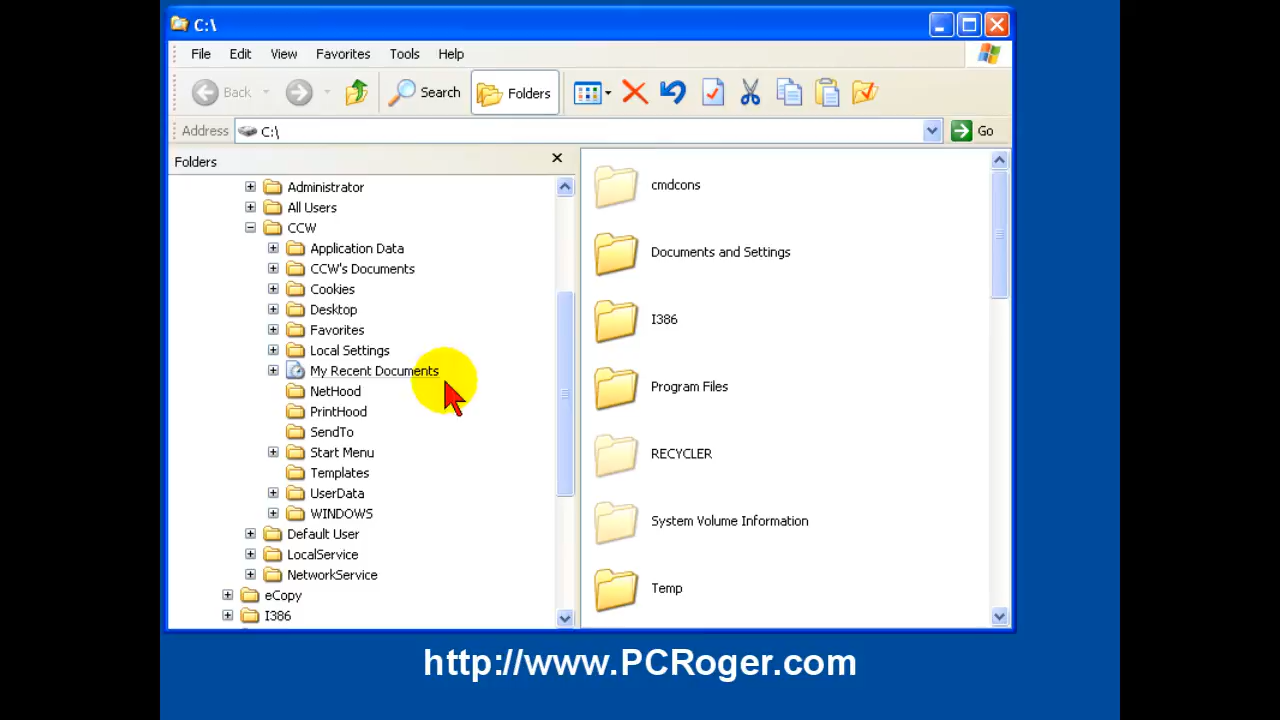 C:\
File Edit View Favorites Tools Help
Back Search Folders
Address C:\ Go
Folders
Administrator
All Users
CCW
Application Data
CCW's Documents
Cookies
Desktop
Favorites
Local Settings
My Recent Documents
NetHood
PrintHood
SendTo
Start Menu
Templates
UserData
WINDOWS
Default User
LocalService
NetworkService
eCopy
I386
cmdcons
Documents and Settings
I386
Program Files
RECYCLER
System Volume Information
Temp
http://www.PCRoger.com